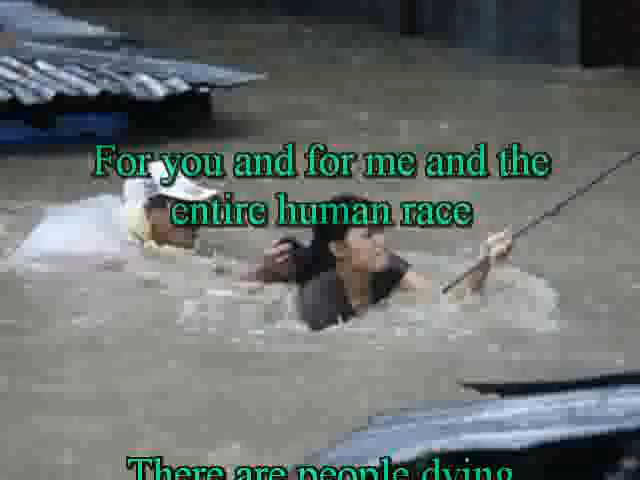 For you and for me and the
entire human race
There are people dying